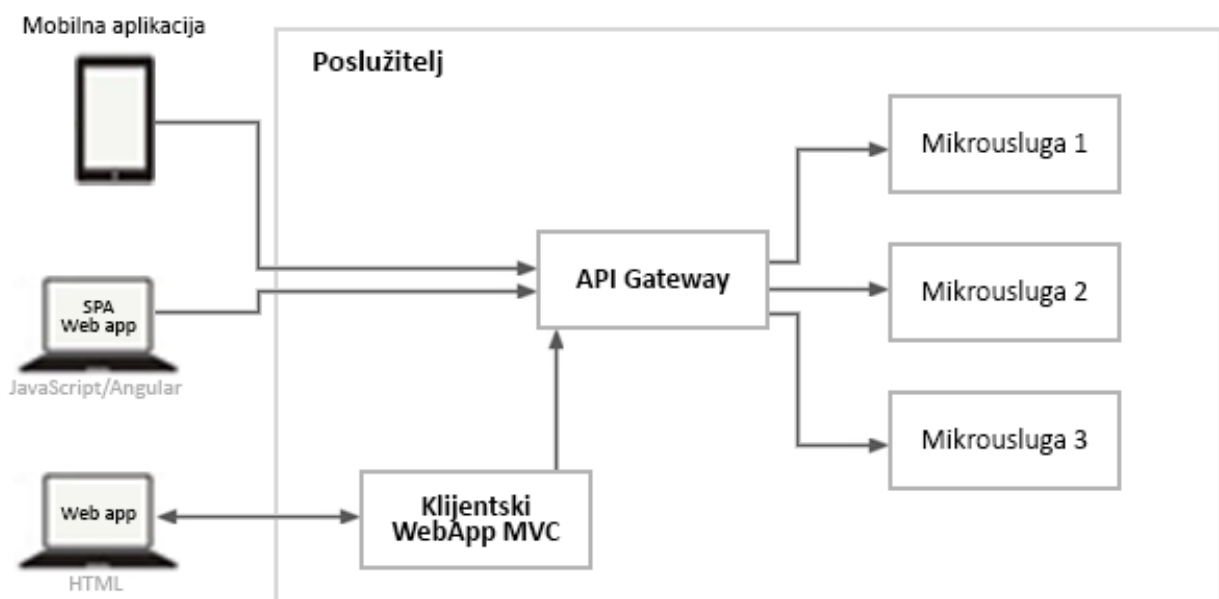 Mobilna aplikacija
Poslužitelj
Mikrousluga 1
API Gateway
Mikrousluga 2
SPA
Web app
JavaScript/Angular
Mikrousluga 3
Web app
HTML
Klijentski
WebApp MVC